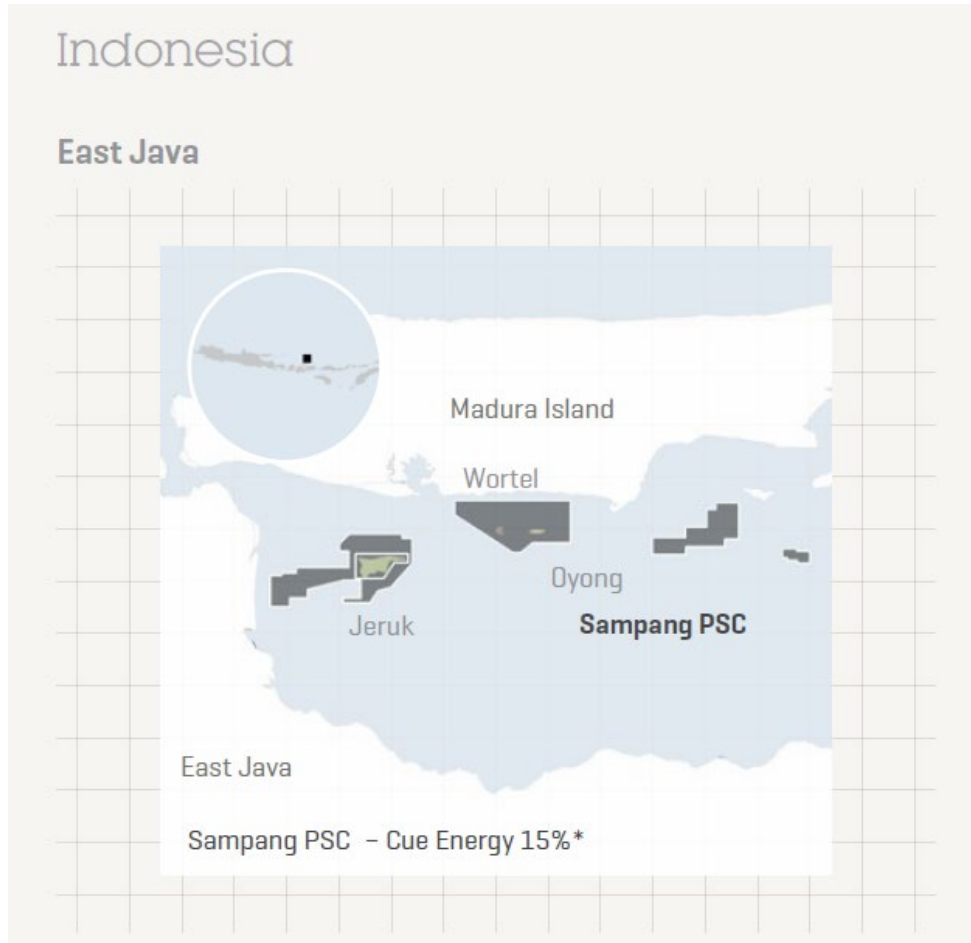 Indonesia
East Java
Madura Island
Wortel
Oyong
Jeruk
Sampang PSC
East Java
Sampang PSC – Cue Energy 15%*